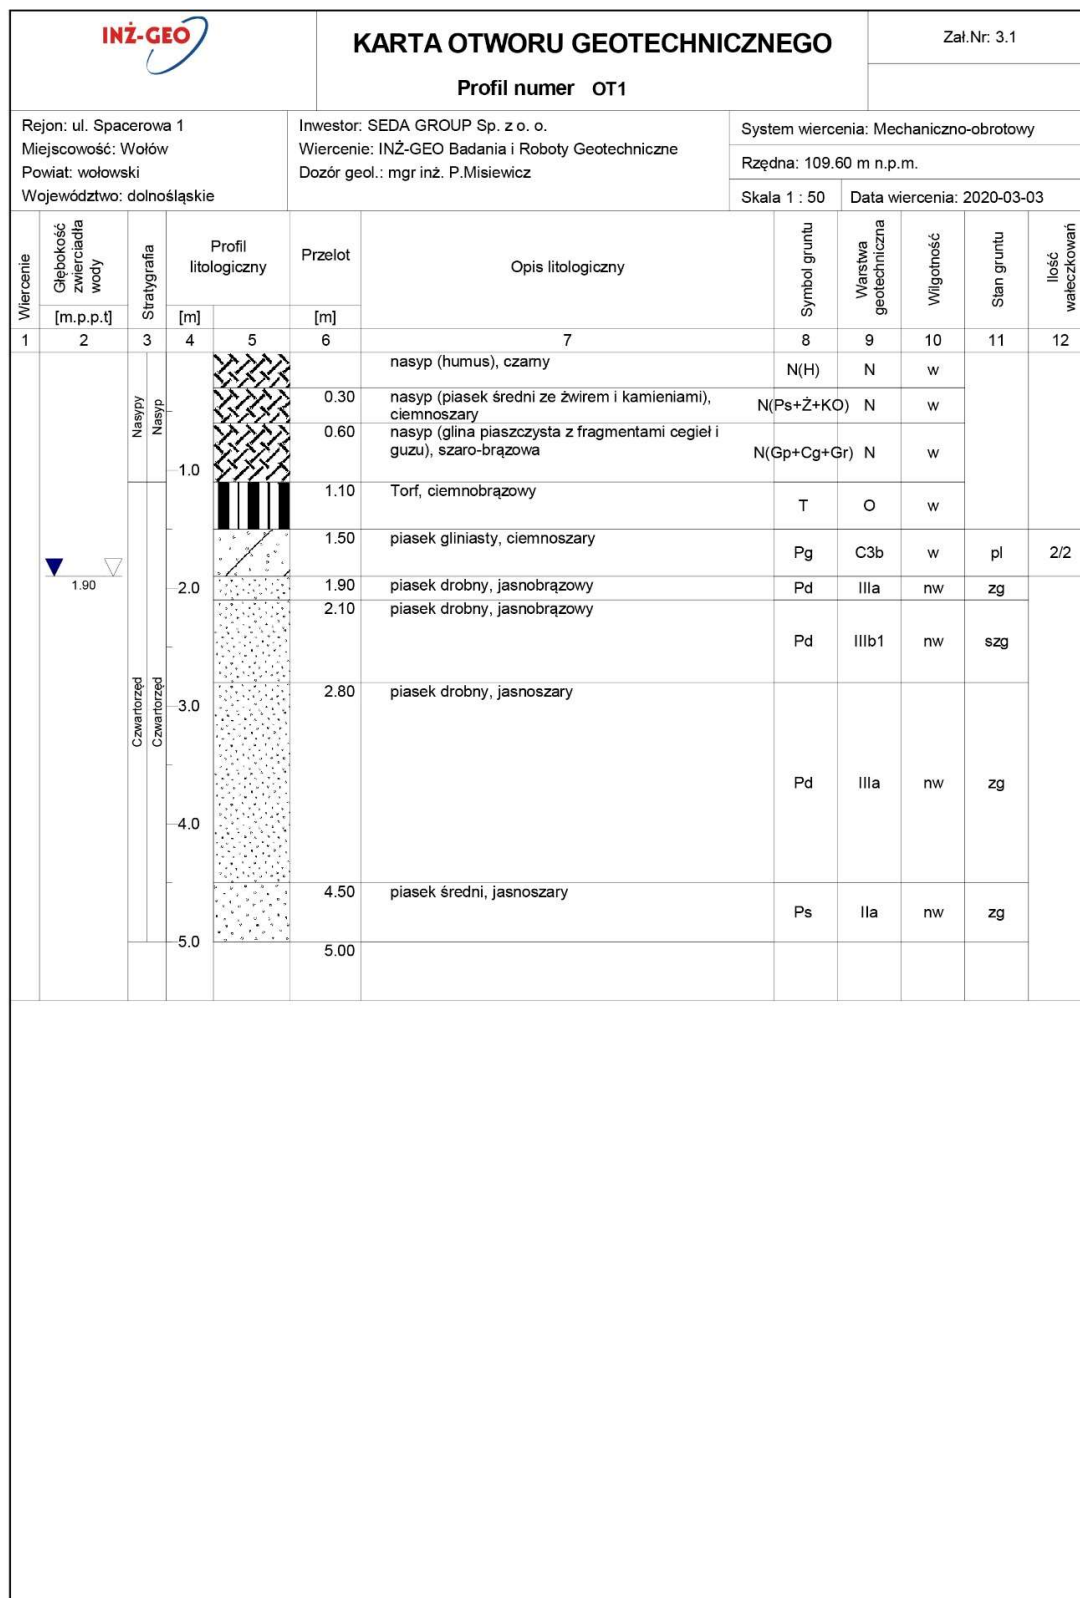 INŻ-GEO
KARTA OTWORU GEOTECHNICZNEGO
Profil numer OT1
Zał.Nr: 3.1
Rejon: ul. Spacerowa 1
Miejscowość: Wołów
Powiat: wołowski
Województwo: dolnośląskie
Inwestor: SEDA GROUP Sp. z o. o.
Wiercenie: INŻ-GEO Badania i Roboty Geotechniczne
Dozór geol.: mgr inż. P.Misiewicz
System wiercenia: Mechaniczno-obrotowy
Rzędna: 109.60 m n.p.m.
Skala 1 : 50 Data wiercenia: 2020-03-03
Wiercenie
Głębokość
zwierciadła
wody
[m.p.p.t]
Stratygrafia
Profil
litologiczny
[m]
Przelot
[m]
Opis litologiczny
Symbol gruntu
Warstwa
geotechniczna
Wilgotność
Stan gruntu
Ilość
wałeczkowań
1 2 3 4 5 6 7 8 9 10 11 12
Nasypy
Nasyp
nasyp (humus), czarny N(H) N w
0.30 nasyp (piasek średni ze żwirem i kamieniami),
ciemnoszary N(Ps+Ż+KO) N w
0.60 nasyp (glina piaszczysta z fragmentami cegieł i
guzu), szaro-brązowa N(Gp+Cg+Gr) N w
1.0
1.10 Torf, ciemnobrązowy T O w
1.50 piasek gliniasty, ciemnoszary Pg C3b w pl 2/2
1.90
2.0
1.90 piasek drobny, jasnobrązowy Pd IIIa nw zg
2.10 piasek drobny, jasnobrązowy
Pd IIIb1 nw szg
Czwartorzęd
Czwartorzęd
2.80 piasek drobny, jasnoszary
3.0
Pd IIIa nw zg
4.0
4.50 piasek średni, jasnoszary
Ps IIa nw zg
5.0
5.00